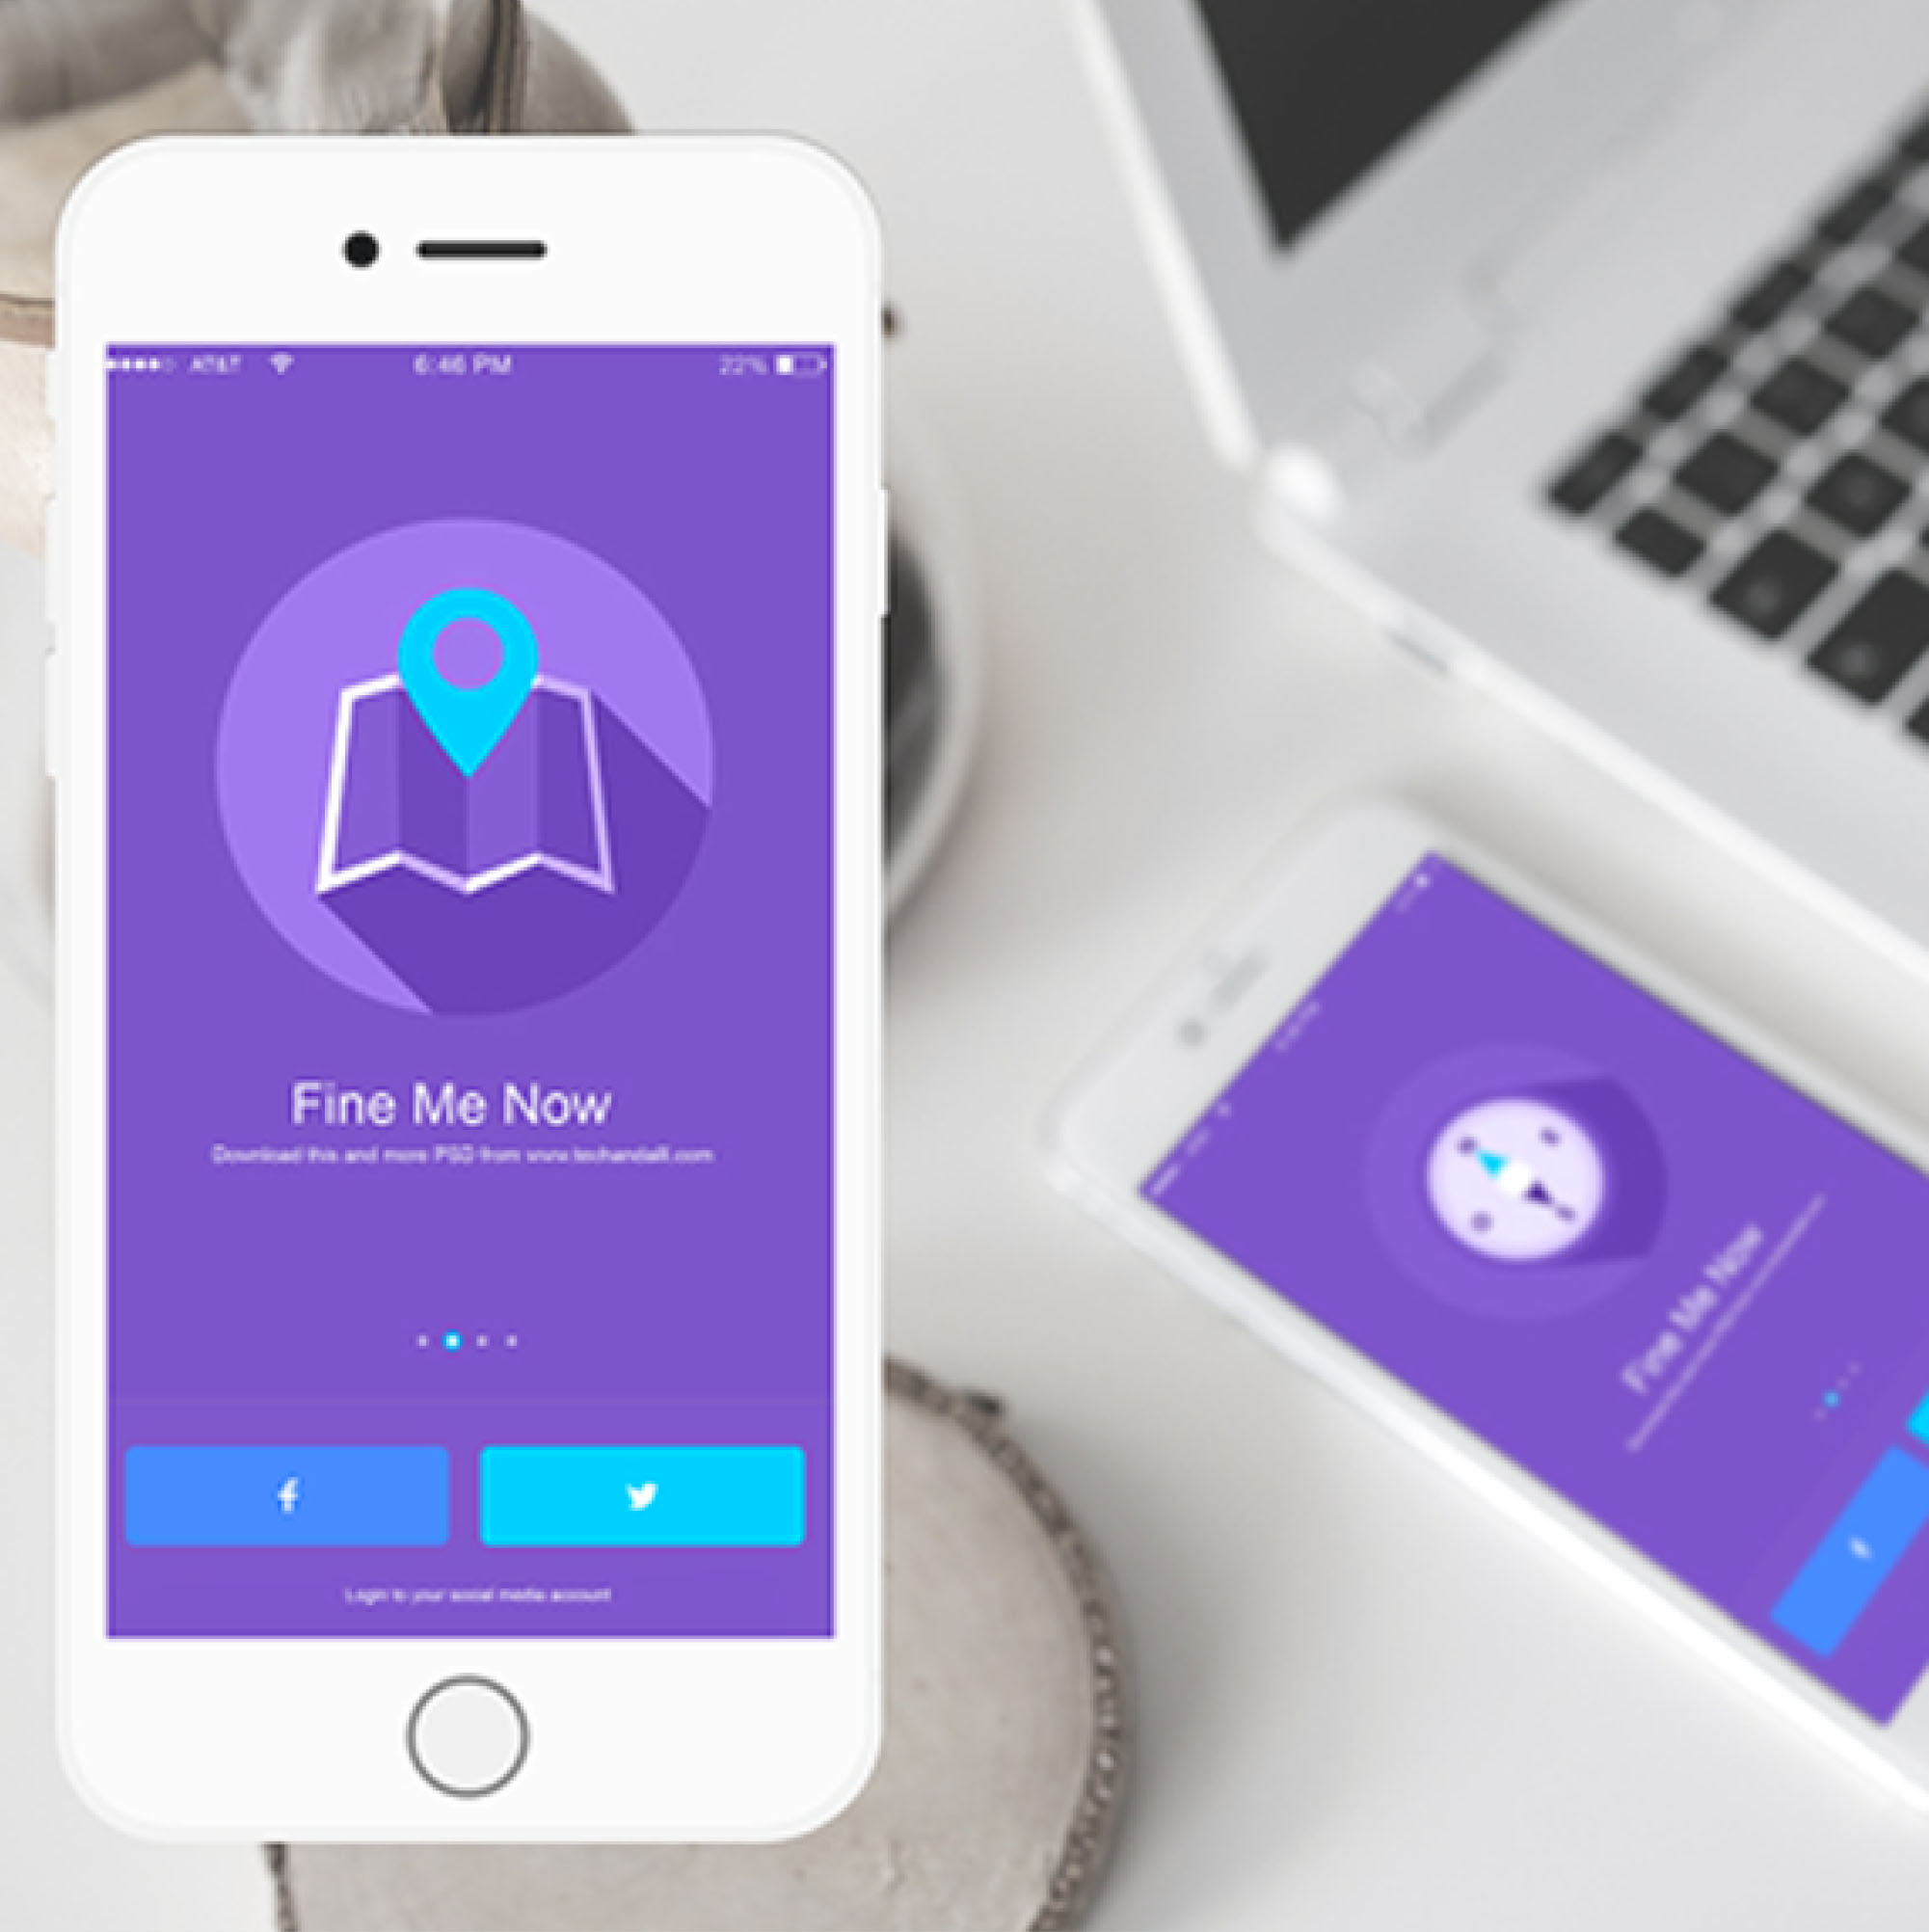 AT&T 6:46 PM 22%
Fine Me Now
Download this and more PSD from www.techandall.com
Login to your social media account
Fine Me Now